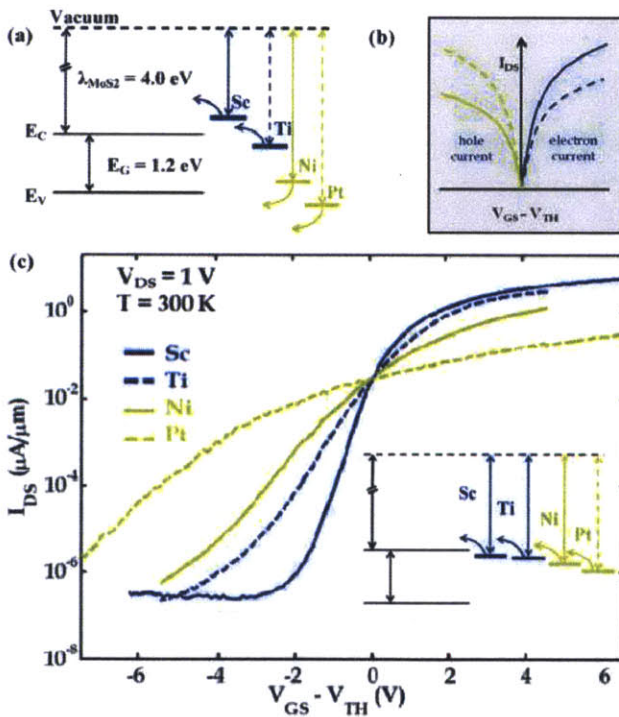 (a)
Vacuum
λMoS2 = 4.0 eV
Sc
EC
Ti
EG = 1.2 eV
Ni
EV
Pt
(b)
IDS
hole
current
electron
current
VGS - VTH
(c)
VDS = 1 V
T = 300 K
Sc
Ti
Ni
Pt
IDS (μA/μm)
10^0
10^-2
10^-4
10^-6
10^-8
Sc
Ti
Ni
Pt
-6 -4 -2 0 2 4 6
VGS - VTH (V)